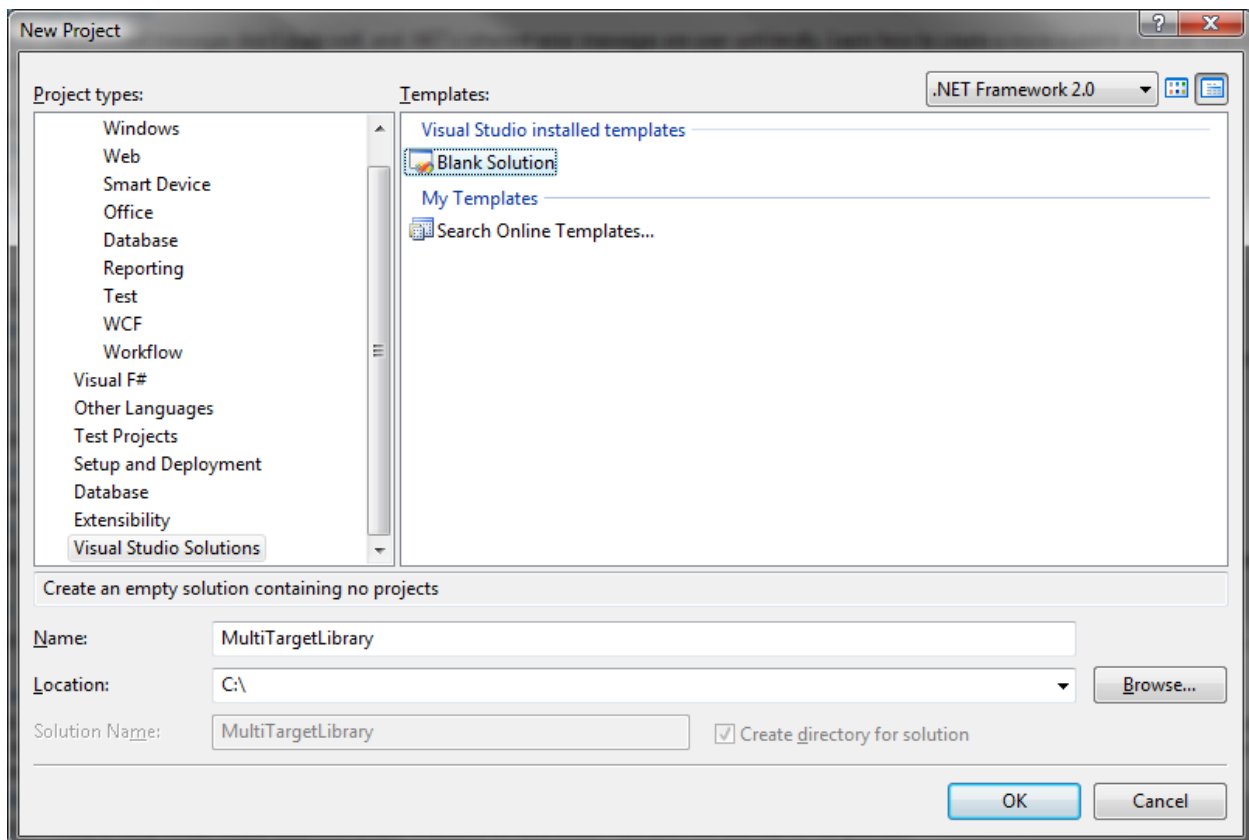 New Project
Project types:
Templates:
.NET Framework 2.0
Windows
Web
Smart Device
Office
Database
Reporting
Test
WCF
Workflow
Visual F#
Other Languages
Test Projects
Setup and Deployment
Database
Extensibility
Visual Studio Solutions
Visual Studio installed templates
Blank Solution
My Templates
Search Online Templates...
Create an empty solution containing no projects
Name: MultiTargetLibrary
Location: C:\ Browse...
Solution Name: MultiTargetLibrary Create directory for solution
OK Cancel